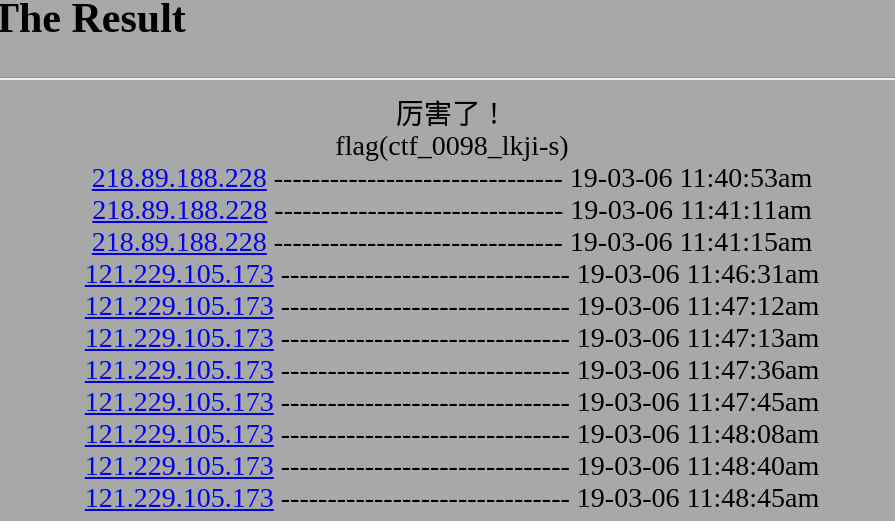 The Result
厉害了！
flag(ctf_0098_lkji-s)
218.89.188.228 ------------------------------- 19-03-06 11:40:53am
218.89.188.228 ------------------------------- 19-03-06 11:41:11am
218.89.188.228 ------------------------------- 19-03-06 11:41:15am
121.229.105.173 ------------------------------- 19-03-06 11:46:31am
121.229.105.173 ------------------------------- 19-03-06 11:47:12am
121.229.105.173 ------------------------------- 19-03-06 11:47:13am
121.229.105.173 ------------------------------- 19-03-06 11:47:36am
121.229.105.173 ------------------------------- 19-03-06 11:47:45am
121.229.105.173 ------------------------------- 19-03-06 11:48:08am
121.229.105.173 ------------------------------- 19-03-06 11:48:40am
121.229.105.173 ------------------------------- 19-03-06 11:48:45am